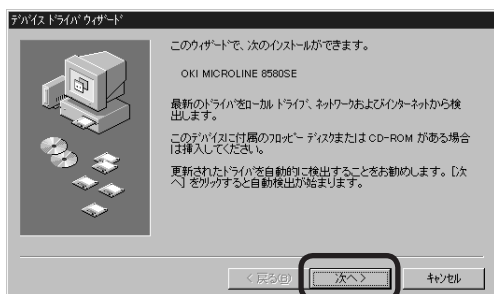 ﾃﾞﾊﾞｲｽ ﾄﾞﾗｲﾊﾞ ｳｨｻﾞｰﾄﾞ
このｳｨｻﾞｰﾄﾞで、次のインストールができます。
OKI MICROLINE 8580SE
最新のﾄﾞﾗｲﾊﾞをﾛｰｶﾙ ﾄﾞﾗｲﾌﾞ、ﾈｯﾄﾜｰｸおよびｲﾝﾀｰﾈｯﾄから検
出します。
このﾃﾞﾊﾞｲｽに付属のﾌﾛｯﾋﾟｰ ﾃﾞｨｽｸまたは CD-ROM がある場合
は挿入してください。
更新されたﾄﾞﾗｲﾊﾞを自動的に検出することをお勧めします。[次
へ] をｸﾘｯｸすると自動検出が始まります。
< 戻る(B) 次へ > ｷｬﾝｾﾙ